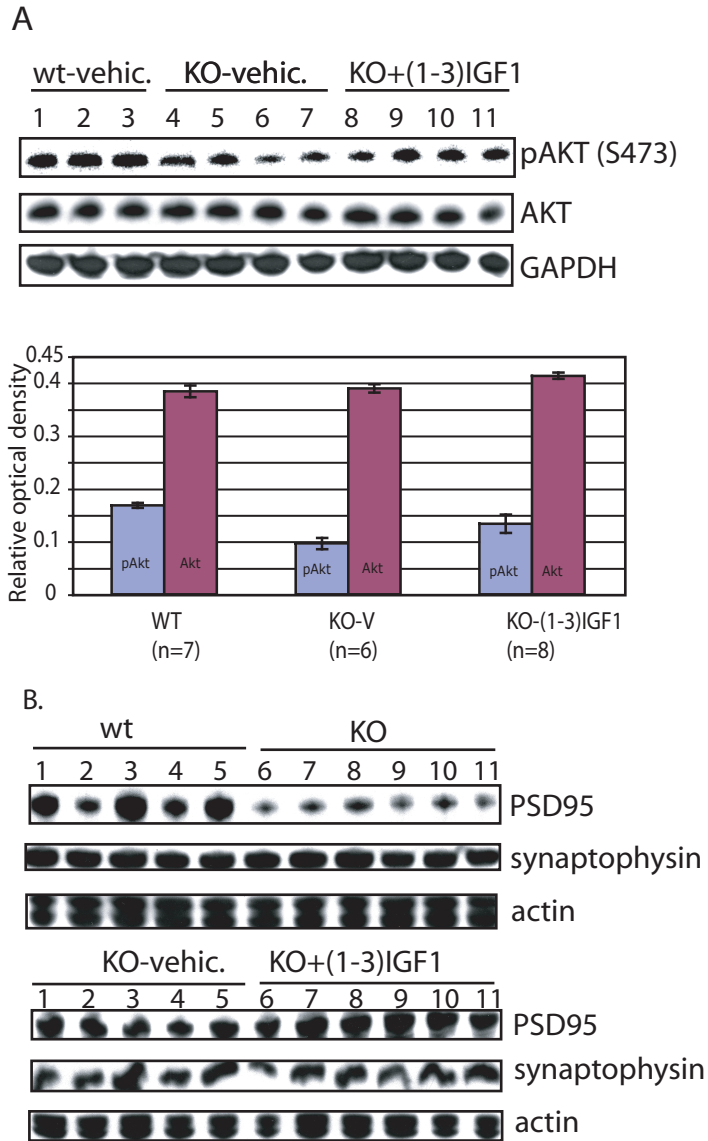 A
wt-vehic. KO-vehic. KO+(1-3)IGF1
1 2 3 4 5 6 7 8 9 10 11
pAKT (S473)
AKT
GAPDH
Relative optical density
0.45
0.4
0.3
0.2
0.1
0
pAkt Akt pAkt Akt pAkt Akt
WT KO-V KO-(1-3)IGF1
(n=7) (n=6) (n=8)
B.
wt KO
1 2 3 4 5 6 7 8 9 10 11
PSD95
synaptophysin
actin
KO-vehic. KO+(1-3)IGF1
1 2 3 4 5 6 7 8 9 10 11
PSD95
synaptophysin
actin